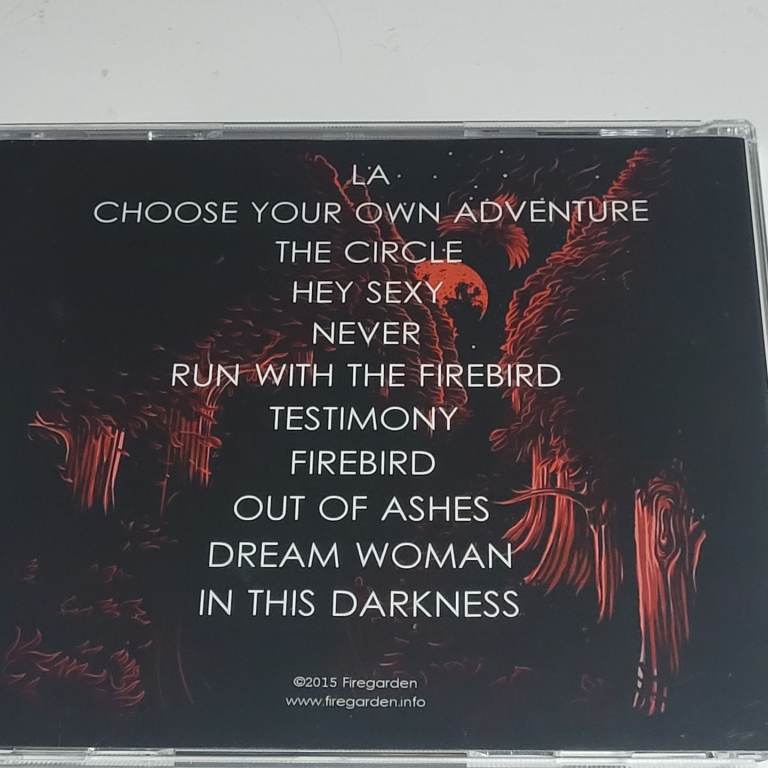 LA
CHOOSE YOUR OWN ADVENTURE
THE CIRCLE
HEY SEXY
NEVER
RUN WITH THE FIREBIRD
TESTIMONY
FIREBIRD
OUT OF ASHES
DREAM WOMAN
IN THIS DARKNESS
©2015 Firegarden
www.firegarden.info